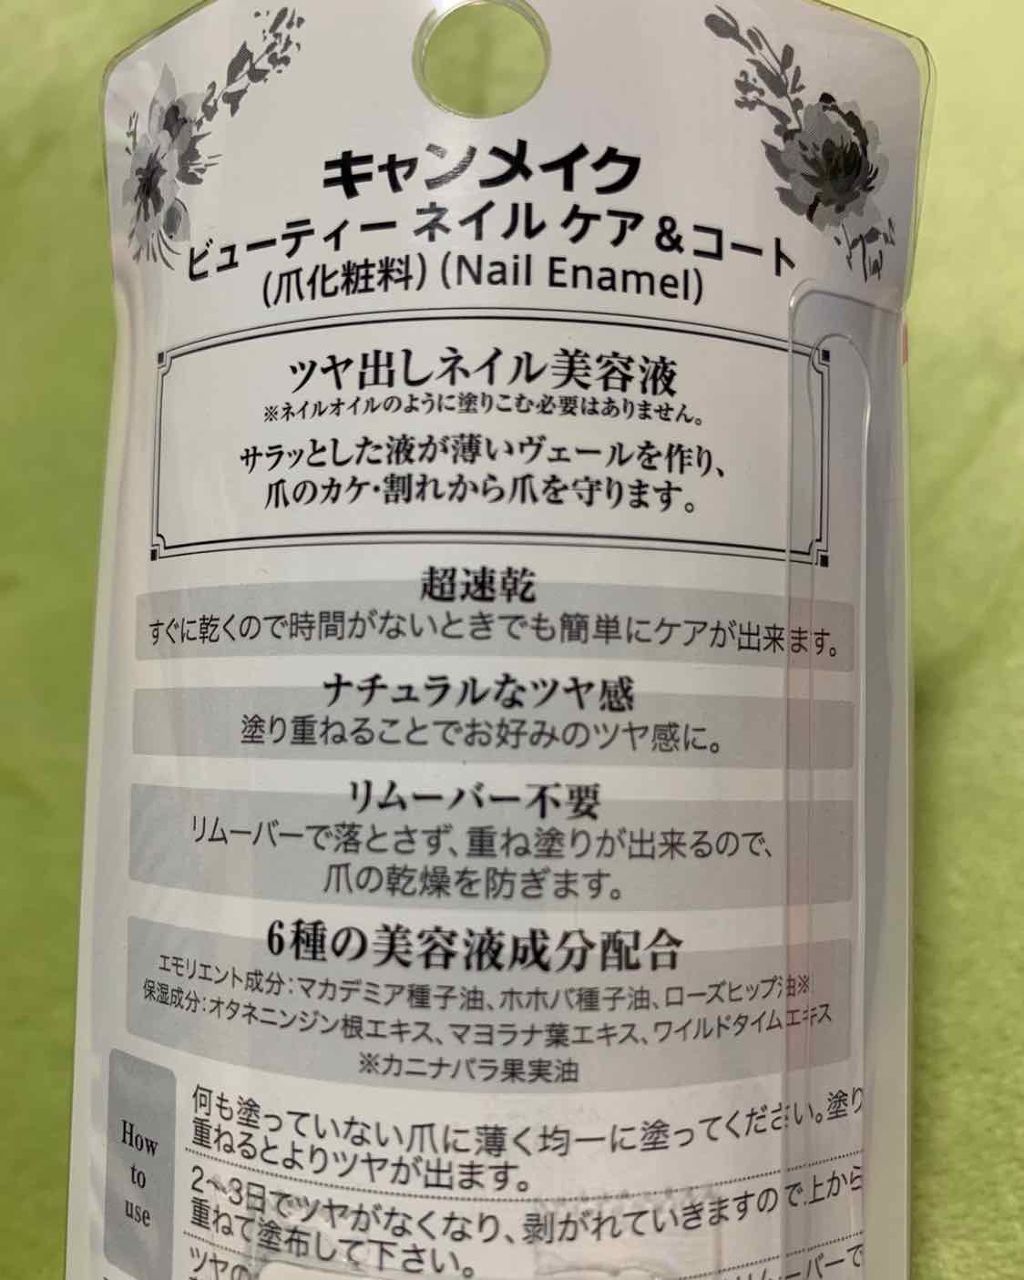 キャンメイク
ビューティー ネイル ケア&コート
(爪化粧料) (Nail Enamel)
ツヤ出しネイル美容液
※ネイルオイルのように塗りこむ必要はありません。
サラッとした液が薄いヴェールを作り、
爪のカケ・割れから爪を守ります。
超速乾
すぐに乾くので時間がないときでも簡単にケアが出来ます。
ナチュラルなツヤ感
塗り重ねることでお好みのツヤ感に。
リムーバー不要
リムーバーで落とさず、重ね塗りが出来るので、
爪の乾燥を防ぎます。
6種の美容液成分配合
エモリエント成分:マカデミア種子油、ホホバ種子油、ローズヒップ油※
保湿成分:オタネニンジン根エキス、マヨラナ葉エキス、ワイルドタイムエキス
※カニナバラ果実油
How
to
use
何も塗っていない爪に薄く均一に塗ってください。塗り
重ねるとよりツヤが出ます。
2〜3日でツヤがなくなり、剥がれていきますので上から
重ねて塗布して下さい。
ツヤの
ムーバーで